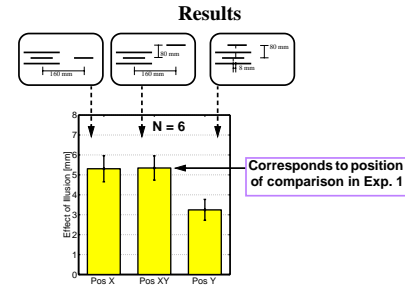 Results
160 mm
80 mm
160 mm
80 mm
8 mm
N = 6
Effect of Illusion [mm]
8
7
6
5
4
3
2
1
0
Pos X
Pos XY
Pos Y
Corresponds to position
of comparison in Exp. 1